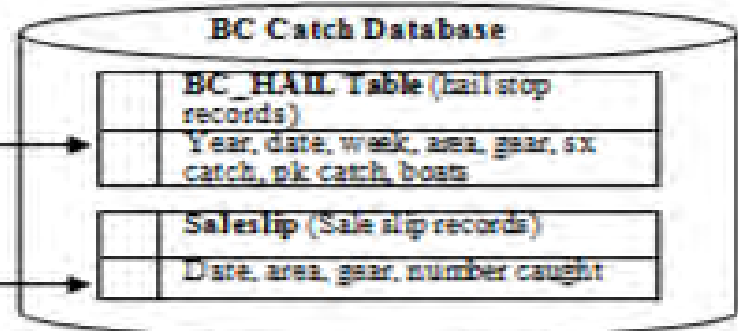 BC Catch Database
BC_HAIL Table (hail stop
records)
Year, date, week, area, gear, sx
catch, pk catch, boats
Saleslip (Sale slip records)
Date, area, gear, number caught